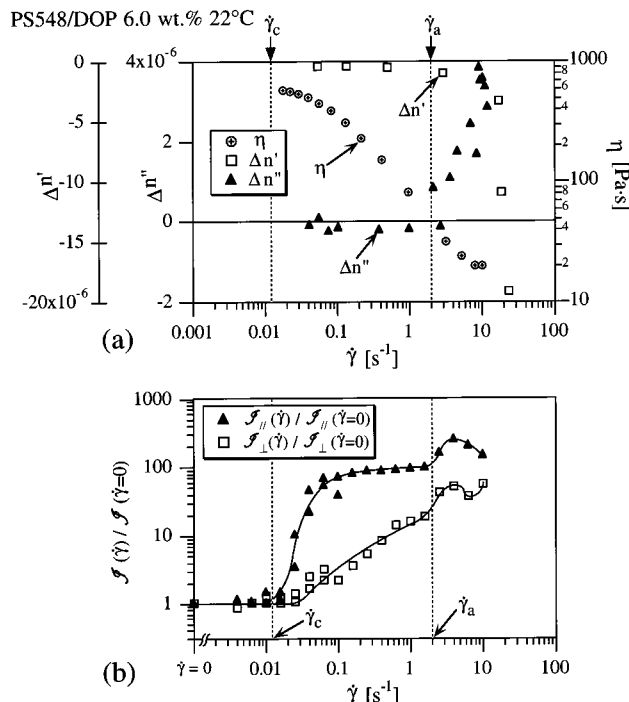 PS548/DOP 6.0 wt.% 22°C
γ̇c
γ̇a
0
-5
-10
-15
-20x10⁻⁶
Δn'
4x10⁻⁶
2
0
-2
Δn''
η
Δn'
Δn''
η
Δn'
Δn''
1000
8
6
4
2
100
8
6
4
2
10
η [Pa·s]
0.001
0.01
0.1
1
10
100
γ̇ [s⁻¹]
(a)
1000
100
10
1
ℐ(γ̇) / ℐ(γ̇=0)
ℐ//(γ̇) / ℐ//(γ̇=0)
ℐ⊥(γ̇) / ℐ⊥(γ̇=0)
γ̇c
γ̇a
γ̇ = 0
0.01
0.1
1
10
100
γ̇ [s⁻¹]
(b)